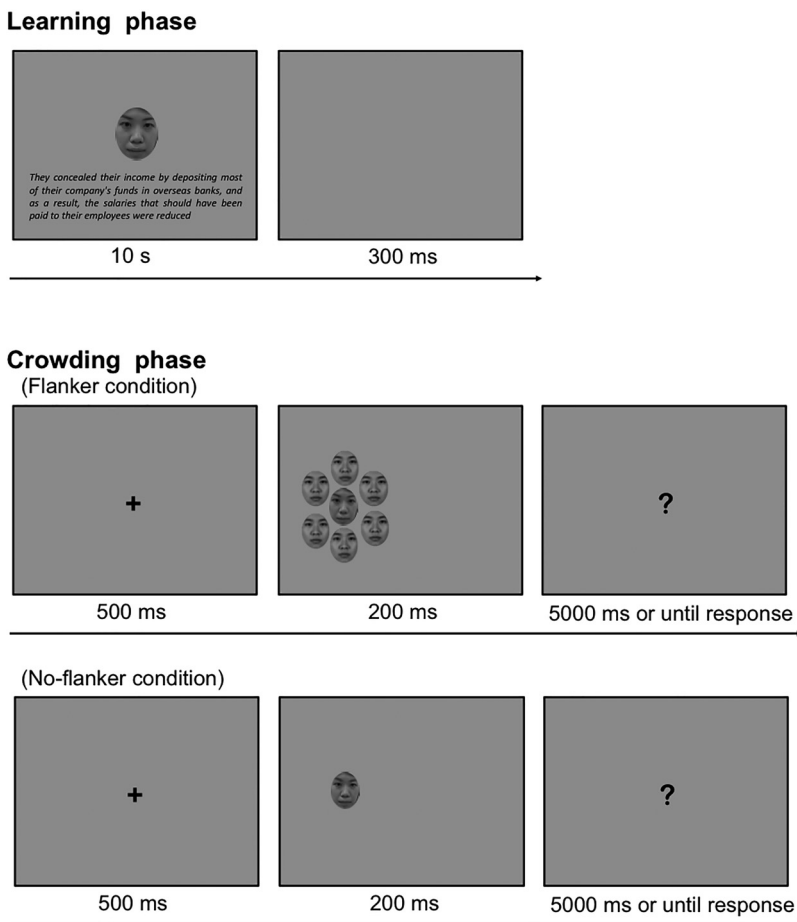 Learning phase
They concealed their income by depositing most
of their company's funds in overseas banks, and
as a result, the salaries that should have been
paid to their employees were reduced
10 s
300 ms
Crowding phase
(Flanker condition)
+
?
500 ms
200 ms
5000 ms or until response
(No-flanker condition)
+
?
500 ms
200 ms
5000 ms or until response